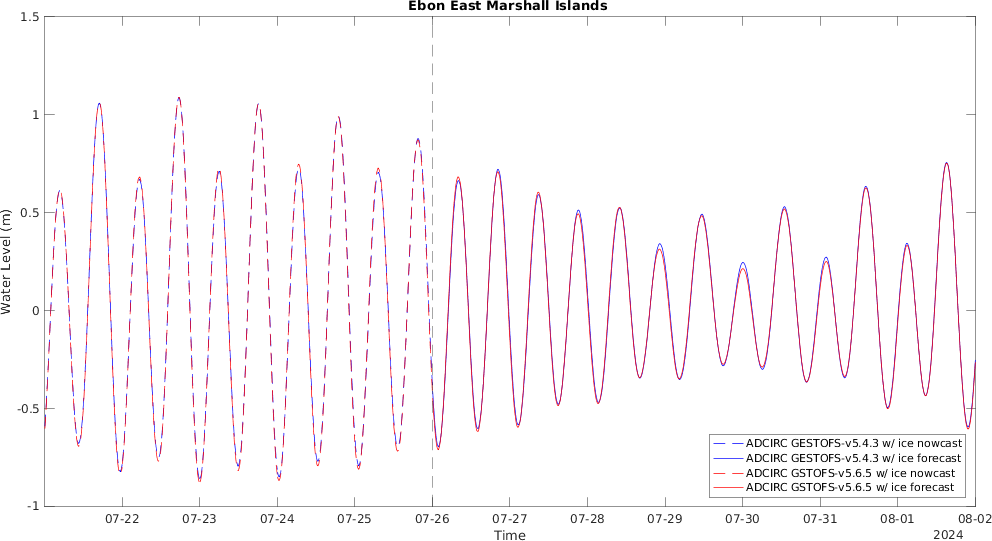 Ebon East Marshall Islands
1.5
1
0.5
0
-0.5
-1
Water Level (m)
ADCIRC GESTOFS-v5.4.3 w/ ice nowcast
ADCIRC GESTOFS-v5.4.3 w/ ice forecast
ADCIRC GSTOFS-v5.6.5 w/ ice nowcast
ADCIRC GSTOFS-v5.6.5 w/ ice forecast
07-22 07-23 07-24 07-25 07-26 07-27 07-28 07-29 07-30 07-31 08-01 08-02
Time
2024